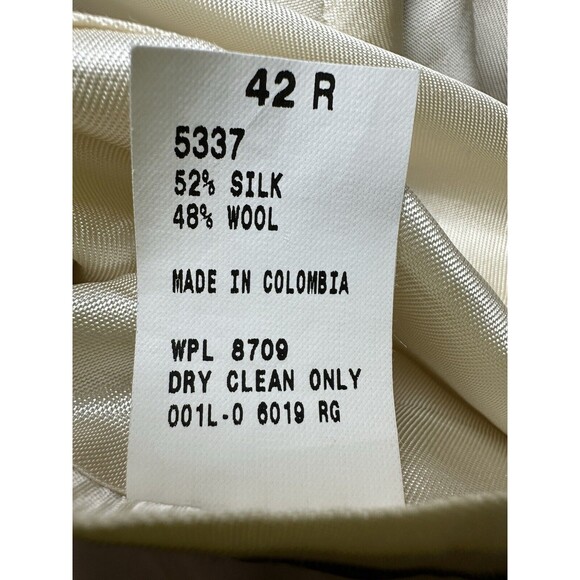 42 R
5337
52% SILK
48% WOOL
MADE IN COLOMBIA
WPL 8709
DRY CLEAN ONLY
001L-0 6019 RG